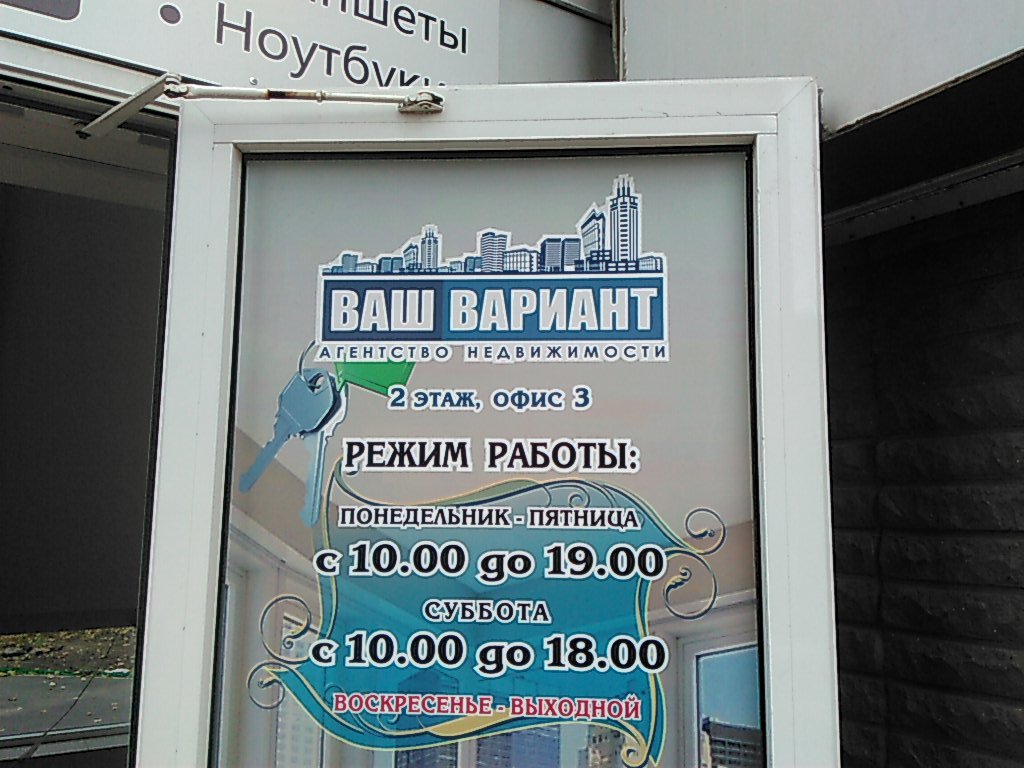 • Ноутбуки
ВАШ ВАРИАНТ
АГЕНТСТВО НЕДВИЖИМОСТИ
2 ЭТАЖ, ОФИС 3
РЕЖИМ РАБОТЫ:
ПОНЕДЕЛЬНИК - ПЯТНИЦА
с 10.00 до 19.00
СУББОТА
с 10.00 до 18.00
ВОСКРЕСЕНЬЕ - ВЫХОДНОЙ